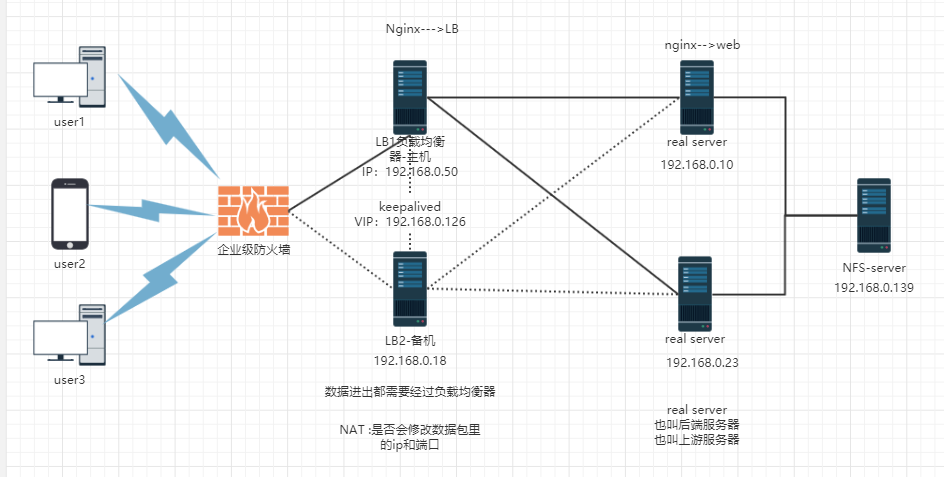 Nginx--->LB
nginx-->web
user1
LB1负载均衡
器-主机
IP：192.168.0.50
real server
192.168.0.10
keepalived
VIP：192.168.0.126
企业级防火墙
user2
NFS-server
192.168.0.139
LB2-备机
192.168.0.18
real server
192.168.0.23
user3
数据进出都需要经过负载均衡器
NAT :是否会修改数据包里
的ip和端口
real server
也叫后端服务器
也叫上游服务器